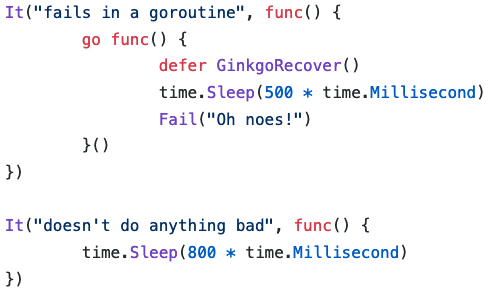 It("fails in a goroutine", func() {
        go func() {
                defer GinkgoRecover()
                time.Sleep(500 * time.Millisecond)
                Fail("Oh noes!")
        }()
})

It("doesn't do anything bad", func() {
        time.Sleep(800 * time.Millisecond)
})